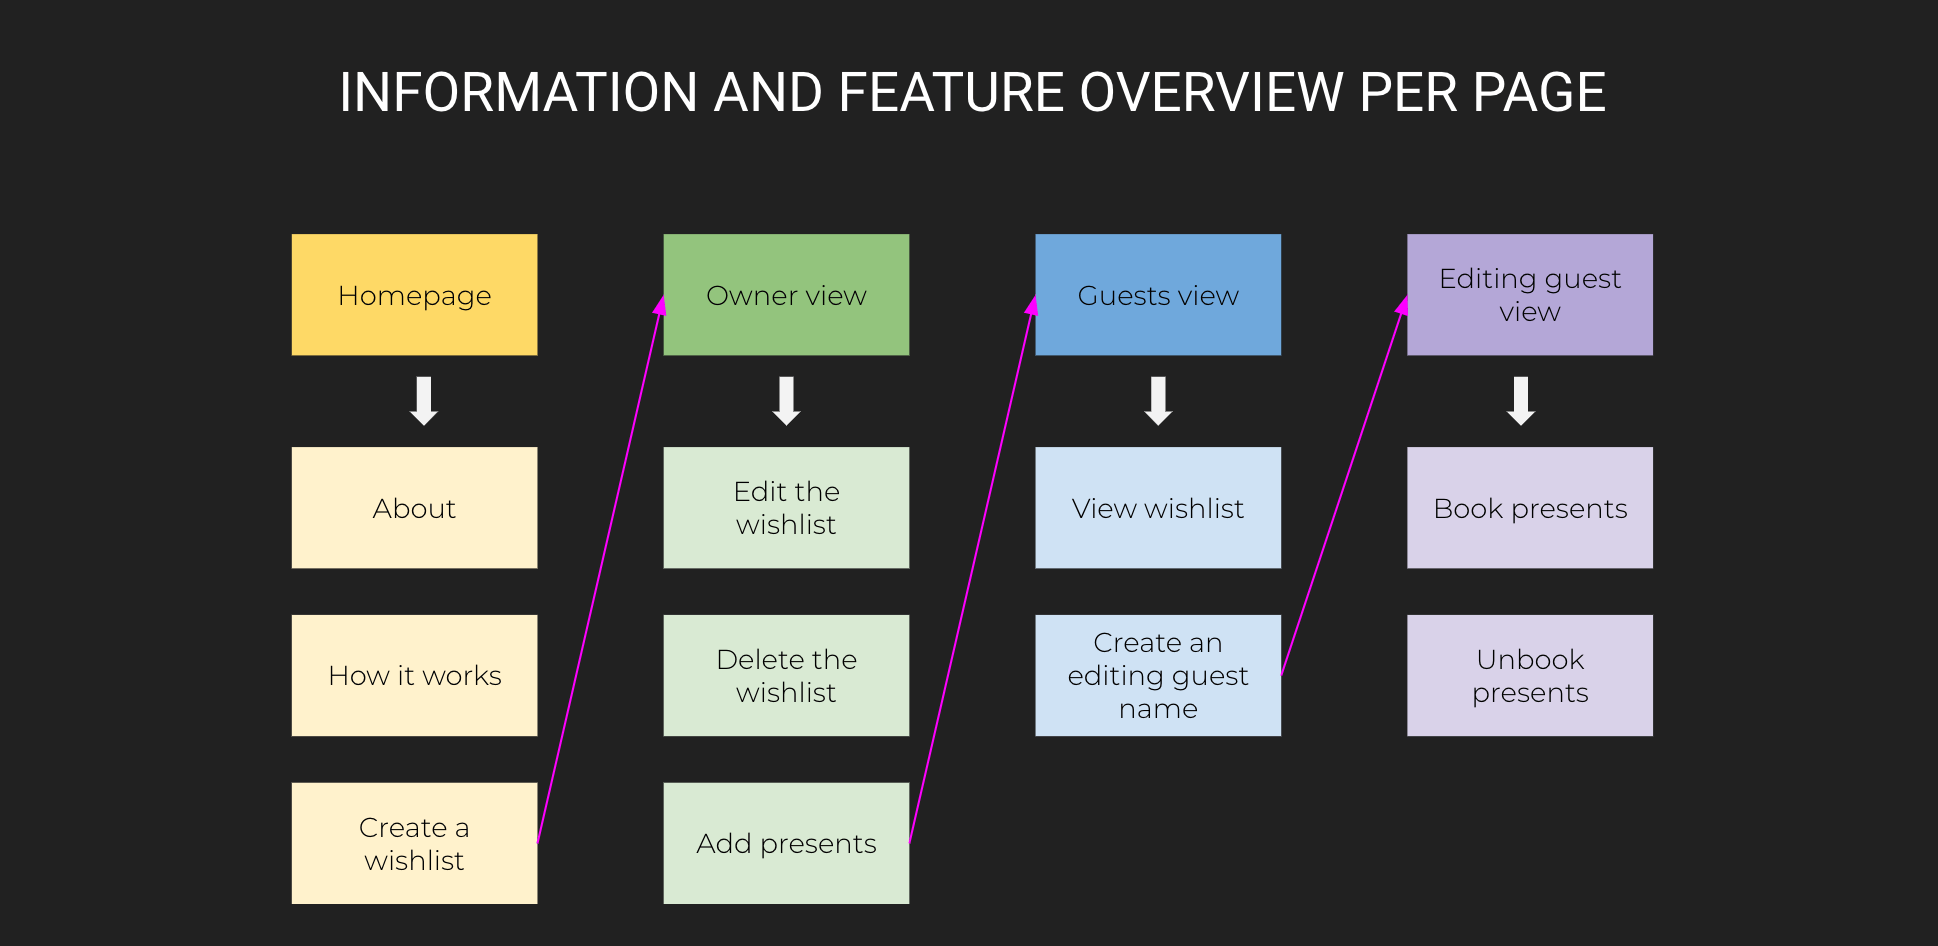 INFORMATION AND FEATURE OVERVIEW PER PAGE
Homepage
About
How it works
Create a
wishlist
Owner view
Edit the
wishlist
Delete the
wishlist
Add presents
Guests view
View wishlist
Create an
editing guest
name
Editing guest
view
Book presents
Unbook
presents